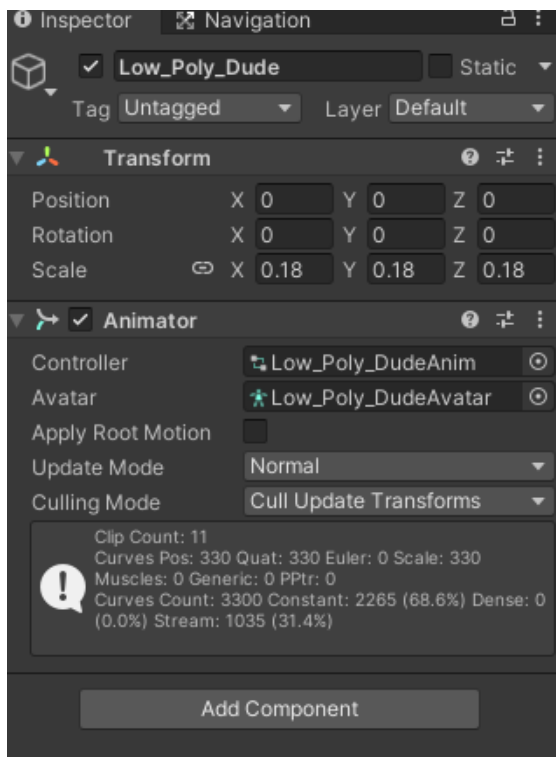 Inspector Navigation
Low_Poly_Dude Static
Tag Untagged Layer Default
Transform
Position X 0 Y 0 Z 0
Rotation X 0 Y 0 Z 0
Scale X 0.18 Y 0.18 Z 0.18
Animator
Controller Low_Poly_DudeAnim
Avatar Low_Poly_DudeAvatar
Apply Root Motion
Update Mode Normal
Culling Mode Cull Update Transforms
Clip Count: 11
Curves Pos: 330 Quat: 330 Euler: 0 Scale: 330
Muscles: 0 Generic: 0 PPtr: 0
Curves Count: 3300 Constant: 2265 (68.6%) Dense: 0
(0.0%) Stream: 1035 (31.4%)
Add Component